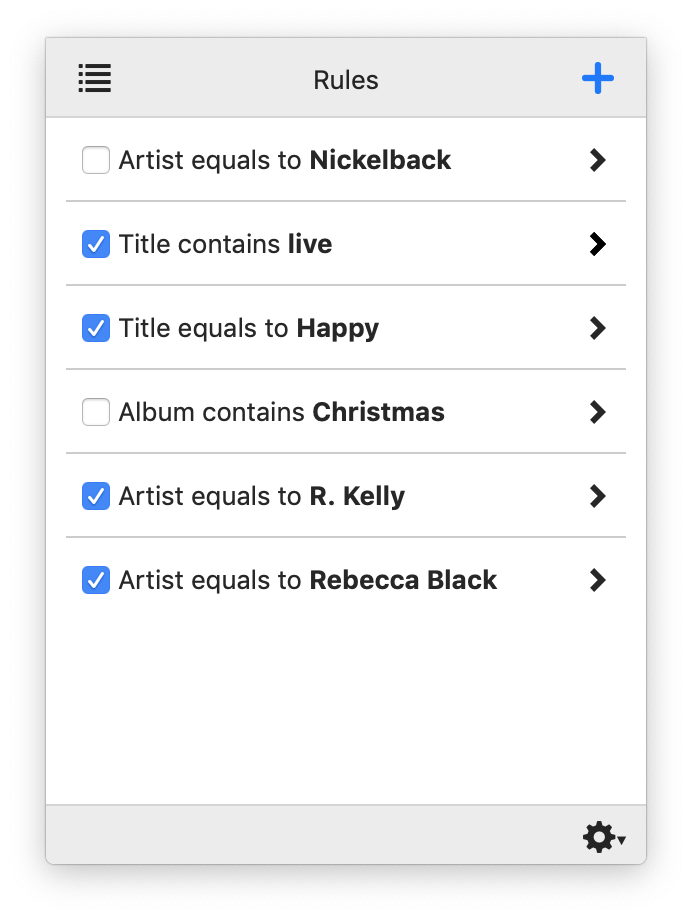 Rules
Artist equals to Nickelback
Title contains live
Title equals to Happy
Album contains Christmas
Artist equals to R. Kelly
Artist equals to Rebecca Black